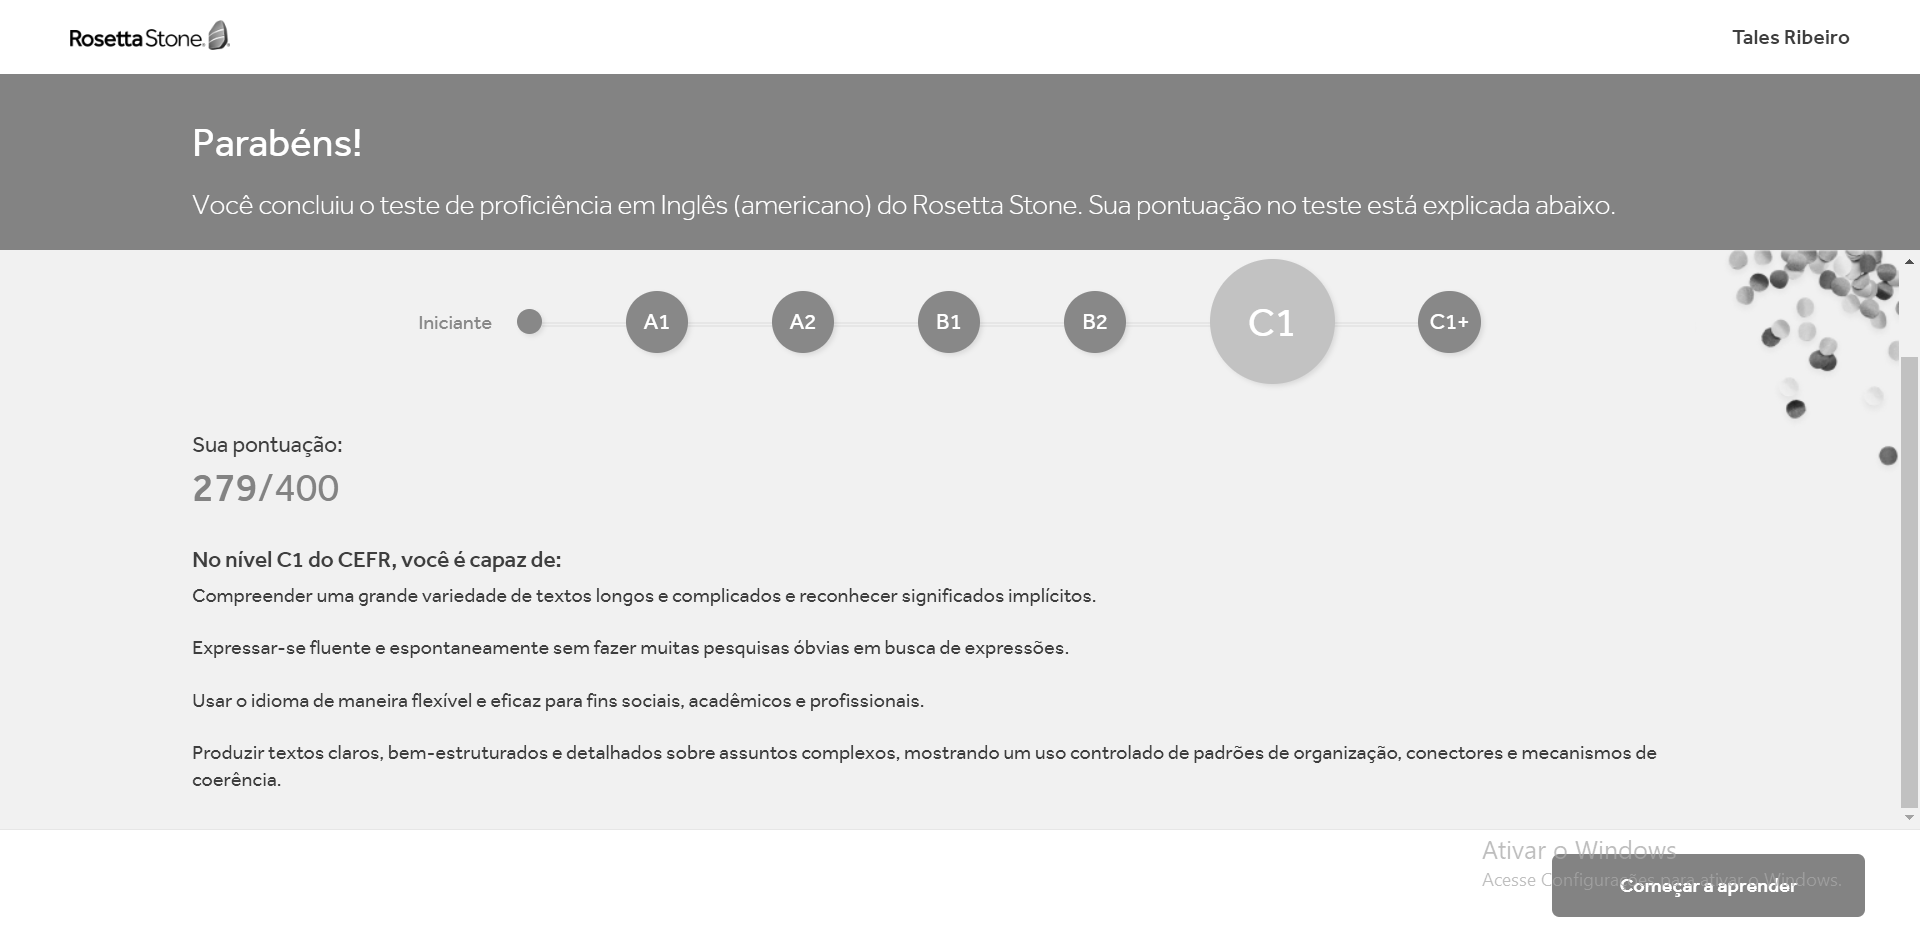 RosettaStone
Tales Ribeiro
Parabéns!
Você concluiu o teste de proficiência em Inglês (americano) do Rosetta Stone. Sua pontuação no teste está explicada abaixo.
Iniciante A1 A2 B1 B2 C1 C1+
Sua pontuação:
279/400
No nível C1 do CEFR, você é capaz de:
Compreender uma grande variedade de textos longos e complicados e reconhecer significados implícitos.
Expressar-se fluente e espontaneamente sem fazer muitas pesquisas óbvias em busca de expressões.
Usar o idioma de maneira flexível e eficaz para fins sociais, acadêmicos e profissionais.
Produzir textos claros, bem-estruturados e detalhados sobre assuntos complexos, mostrando um uso controlado de padrões de organização, conectores e mecanismos de
coerência.
Ativar o Windows
Acesse Configurações para ativar o Windows.
Começar a aprender